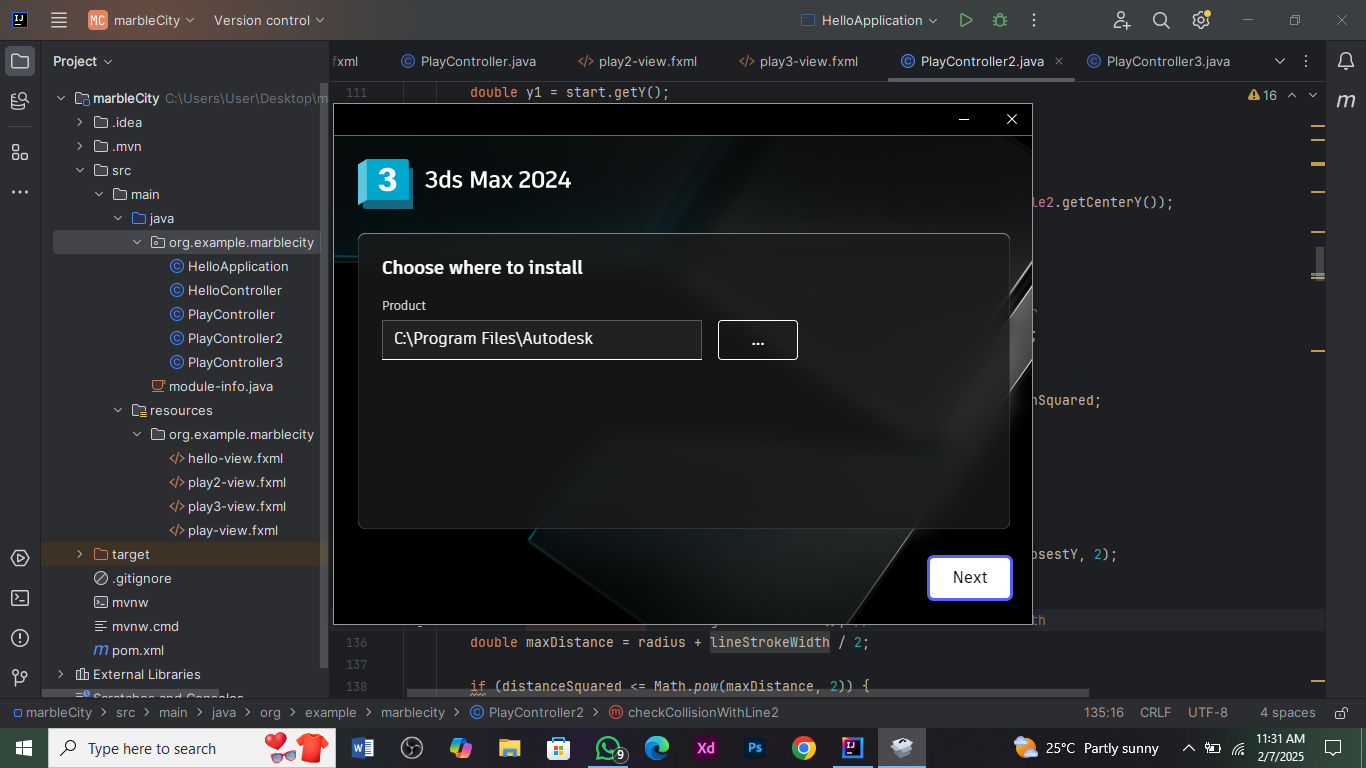 MC marbleCity Version control HelloApplication
Project
fxml PlayController.java play2-view.fxml play3-view.fxml PlayController2.java PlayController3.java
marbleCity C:\Users\User\Desktop\m
.idea
.mvn
src
main
java
org.example.marblecity
HelloApplication
HelloController
PlayController
PlayController2
PlayController3
module-info.java
resources
org.example.marblecity
hello-view.fxml
play2-view.fxml
play3-view.fxml
play-view.fxml
target
.gitignore
mvnw
mvnw.cmd
pom.xml
External Libraries
Scratches and Consoles
111 double y1 = start.getY();
16
m
le2.getCenterY());
nSquared;
osestY, 2);
th
3 3ds Max 2024
Choose where to install
Product
C:\Program Files\Autodesk ...
Next
136 double maxDistance = radius + lineStrokeWidth / 2;
137
138 if (distanceSquared <= Math.pow(maxDistance, 2)) {
marbleCity > src > main > java > org > example > marblecity > PlayController2 > checkCollisionWithLine2 135:16 CRLF UTF-8 4 spaces
Type here to search
9
Xd
Ps
25°C Partly sunny
11:31 AM
2/7/2025